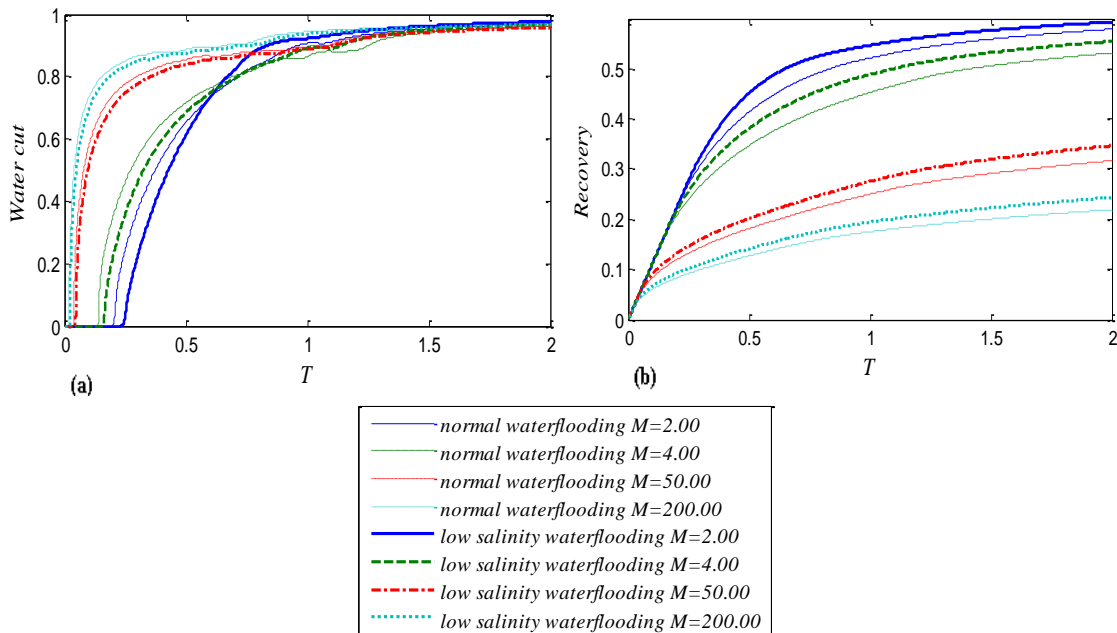 1
0.8
0.6
0.4
0.2
0
Water cut
0 0.5 1 1.5 2
T
(a)
0.5
0.4
0.3
0.2
0.1
0
Recovery
0 0.5 1 1.5 2
T
(b)
normal waterflooding M=2.00
normal waterflooding M=4.00
normal waterflooding M=50.00
normal waterflooding M=200.00
low salinity waterflooding M=2.00
low salinity waterflooding M=4.00
low salinity waterflooding M=50.00
low salinity waterflooding M=200.00